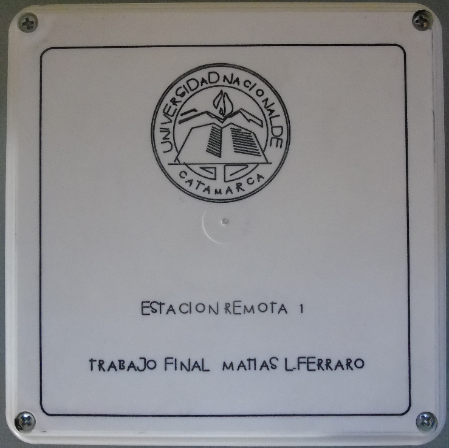 UNIVERSIDAD NACIONAL DE
CATAMARCA
ESTACION REMOTA 1
TRABAJO FINAL MATIAS L.FERRARO